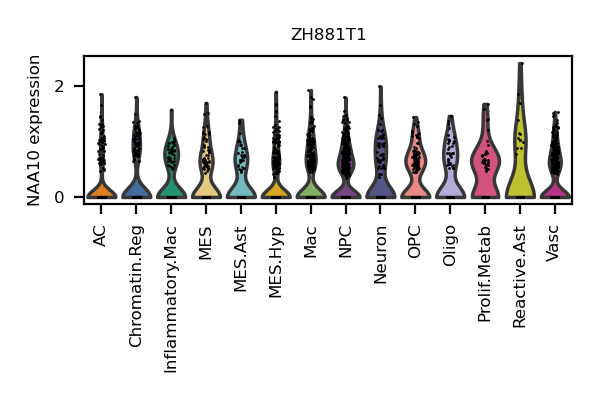 ZH881T1
NAA10 expression
2
0
AC
Chromatin.Reg
Inflammatory.Mac
MES
MES.Ast
MES.Hyp
Mac
NPC
Neuron
OPC
Oligo
Prolif.Metab
Reactive.Ast
Vasc